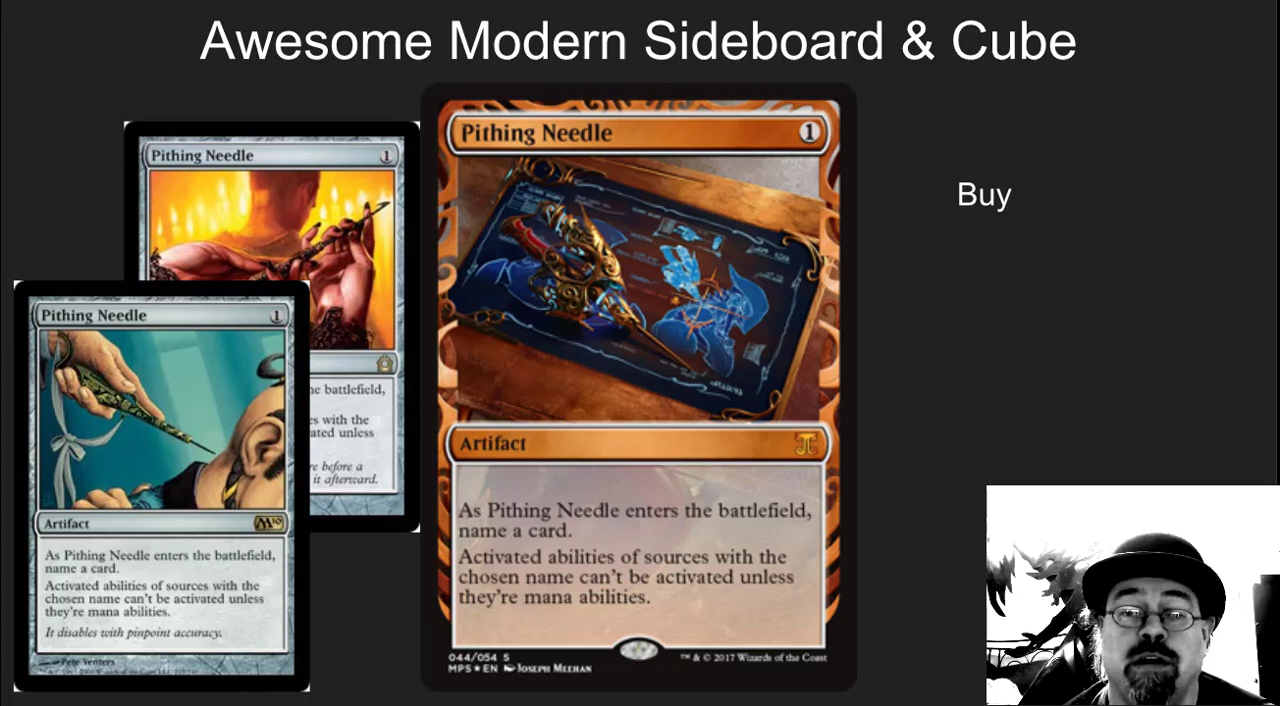 Awesome Modern Sideboard & Cube
Pithing Needle 1
he battlefield,
es with the
ated unless
re before a
it afterward.
Pithing Needle 1
Artifact M10
As Pithing Needle enters the battlefield,
name a card.
Activated abilities of sources with the
chosen name can't be activated unless
they're mana abilities.
It disables with pinpoint accuracy.
Pete Venters
Pithing Needle 1
Artifact
As Pithing Needle enters the battlefield,
name a card.
Activated abilities of sources with the
chosen name can't be activated unless
they're mana abilities.
044/054 S
MPS★EN Joseph Meehan
™ & © 2017 Wizards of the Coast
Buy